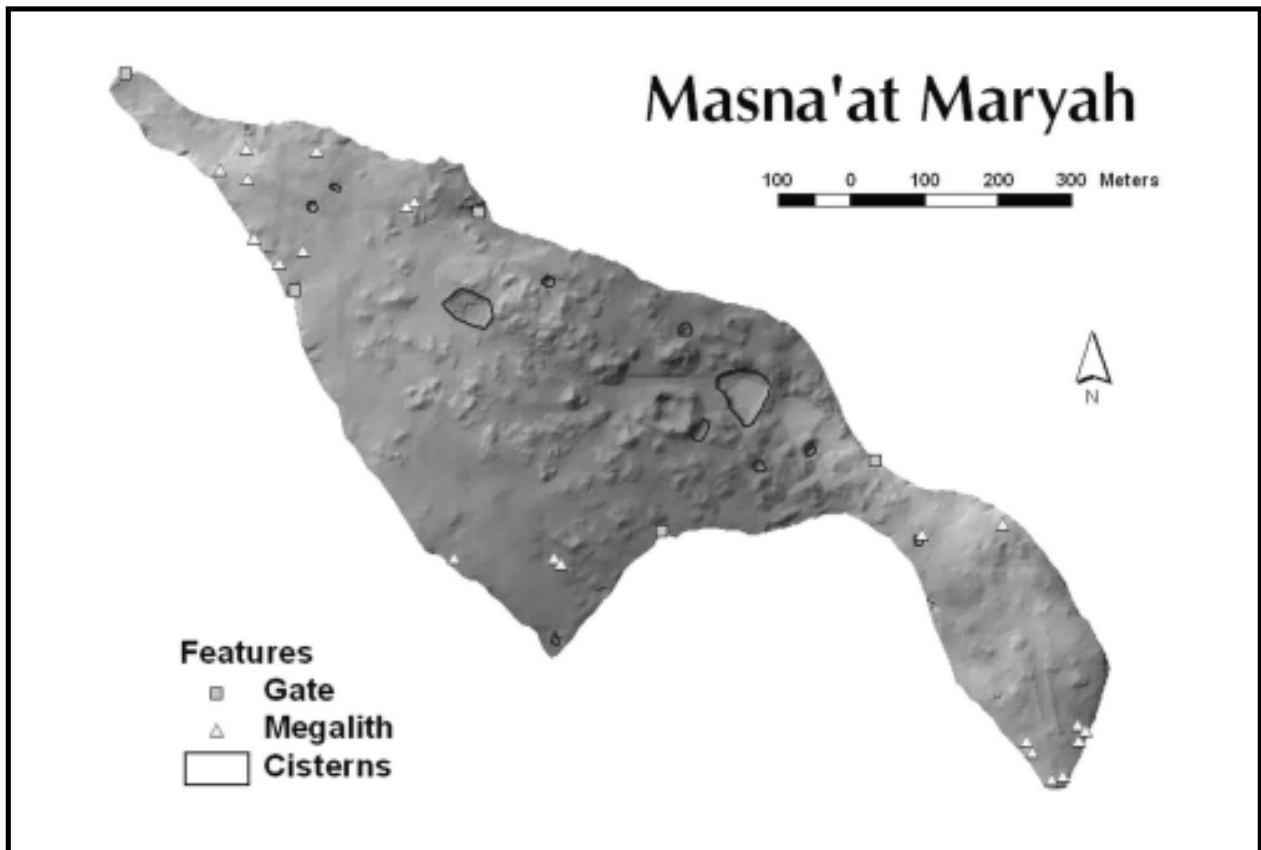 Masna'at Maryah
100 0 100 200 300 Meters
N
Features
Gate
Megalith
Cisterns